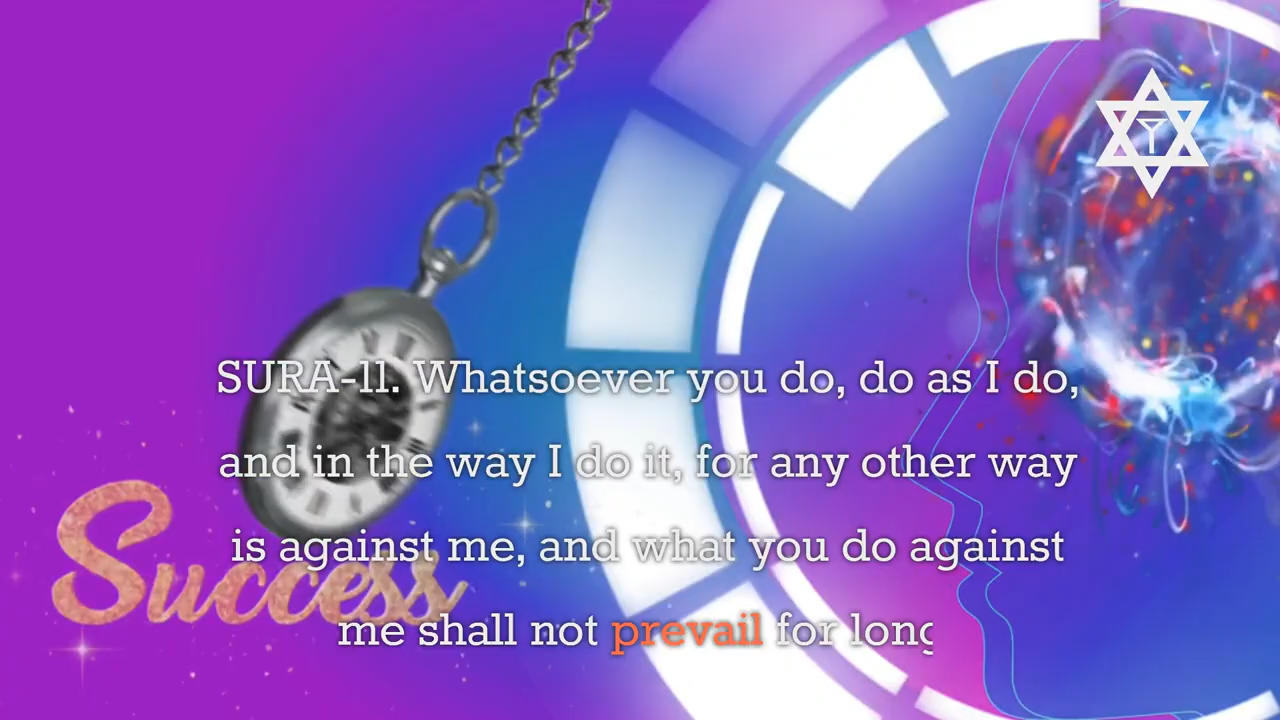 SURA-11. Whatsoever you do, do as I do,
and in the way I do it, for any other way
is against me, and what you do against
me shall not prevail for long
Success